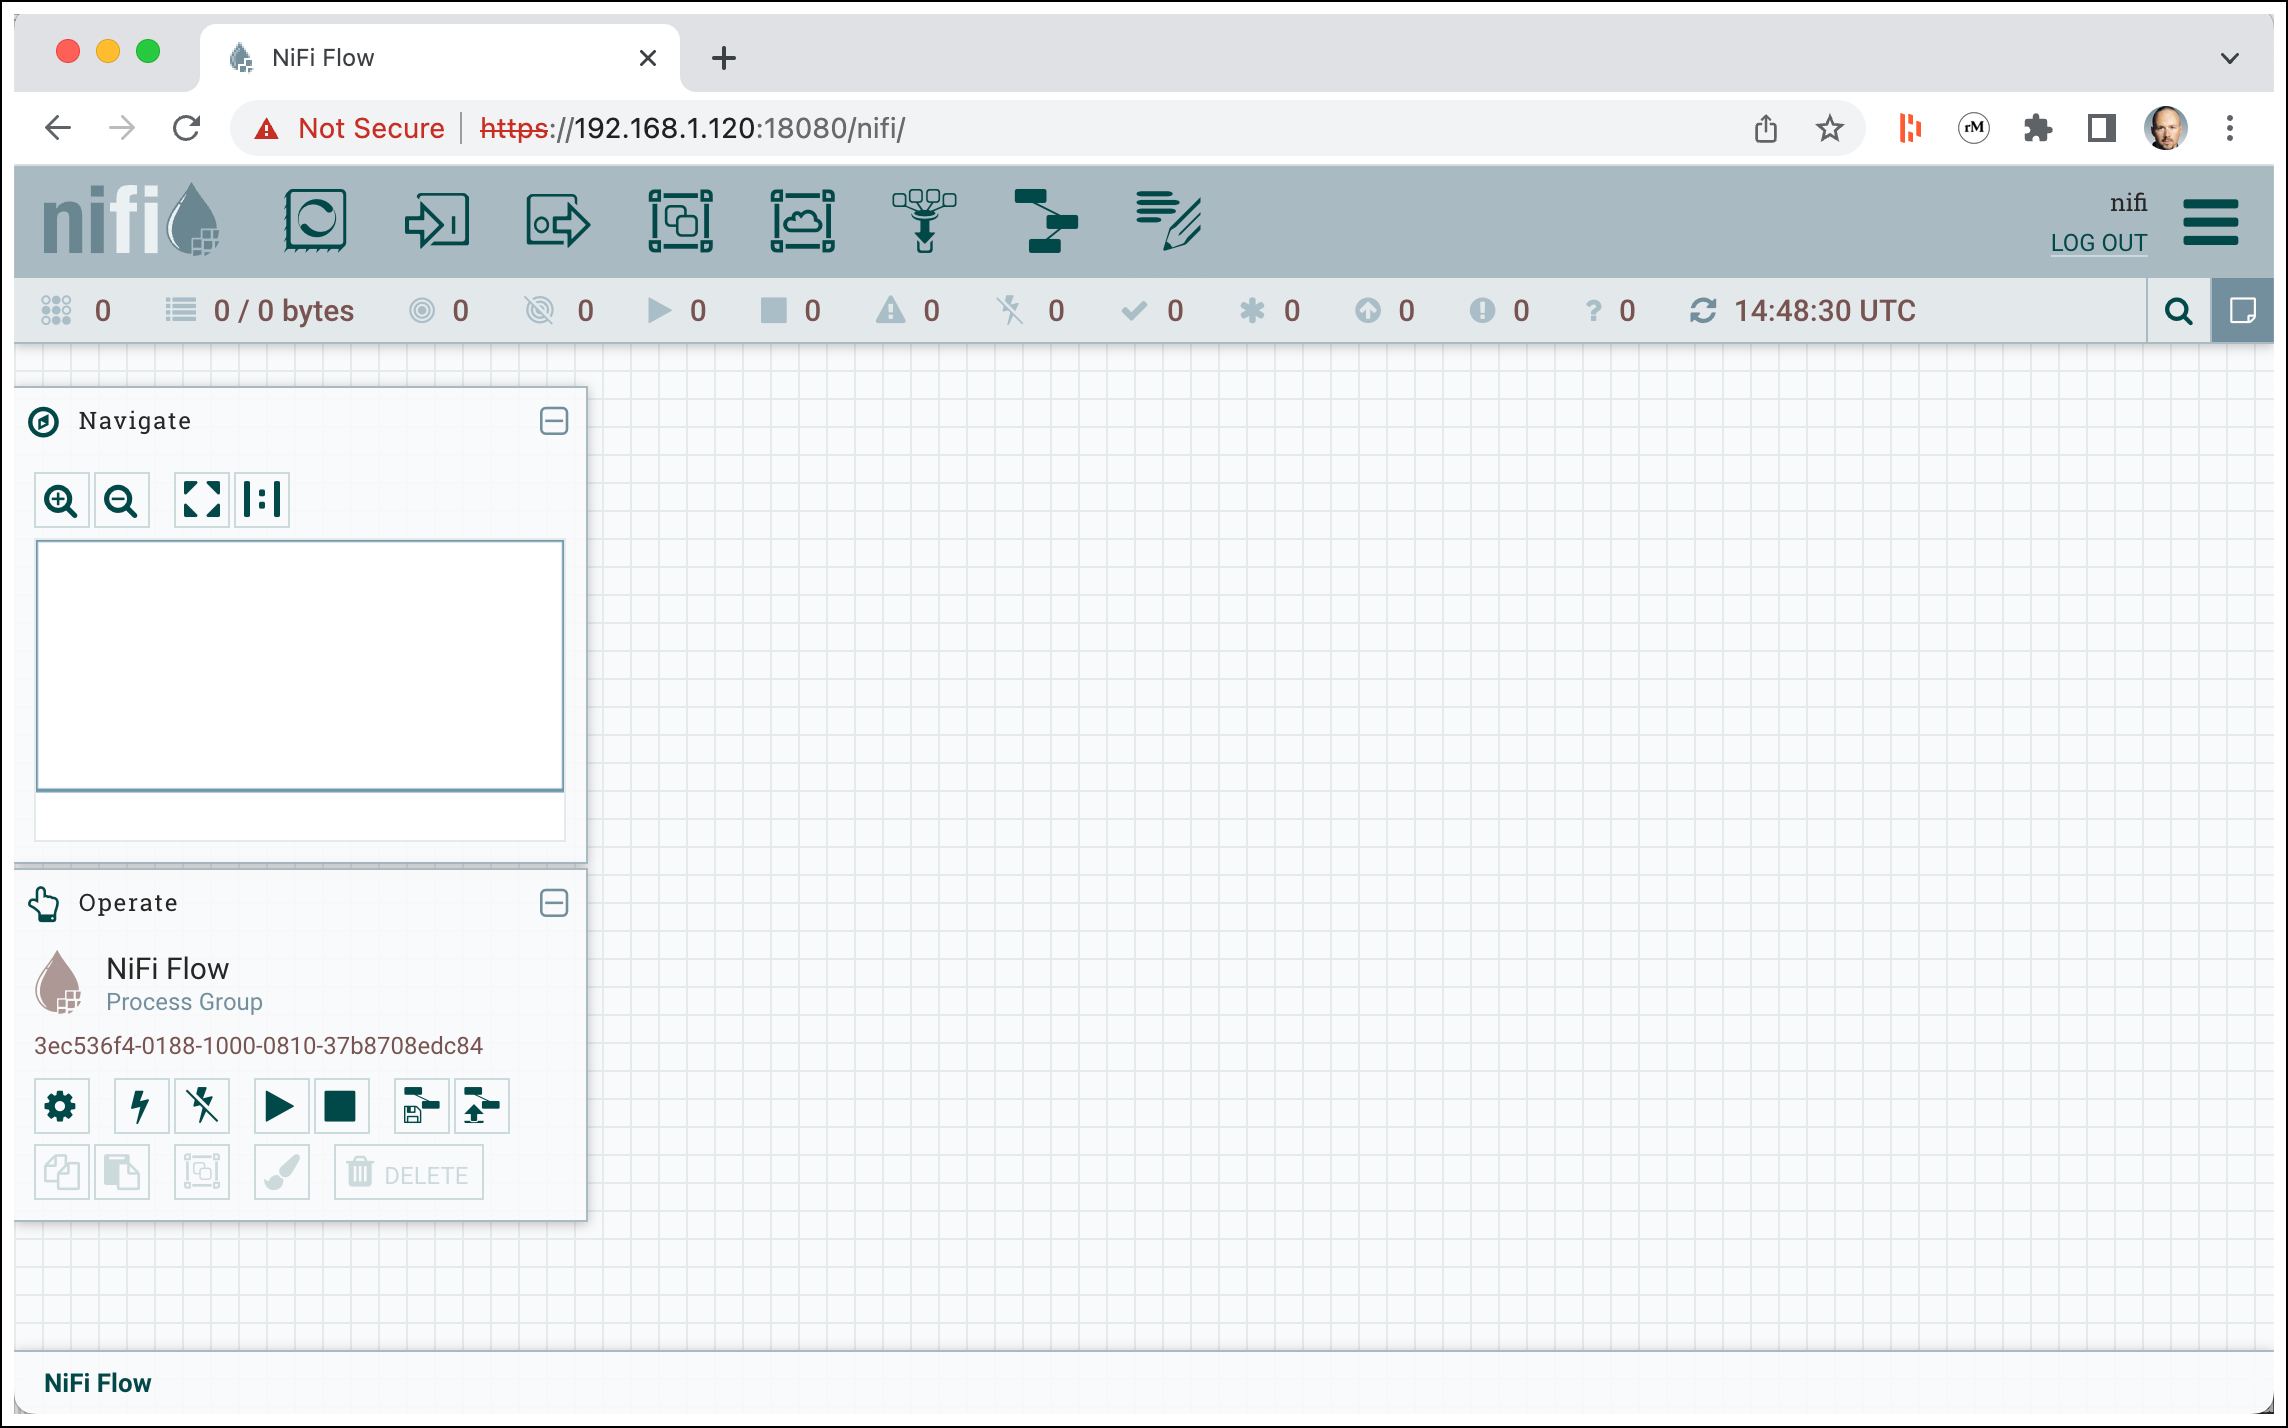 NiFi Flow
Not Secure https://192.168.1.120:18080/nifi/
rM
nifi
nifi
LOG OUT
0 0 / 0 bytes 0 0 0 0 0 0 0 0 0 0 ? 0 14:48:30 UTC
Navigate
Operate
NiFi Flow
Process Group
3ec536f4-0188-1000-0810-37b8708edc84
DELETE
NiFi Flow